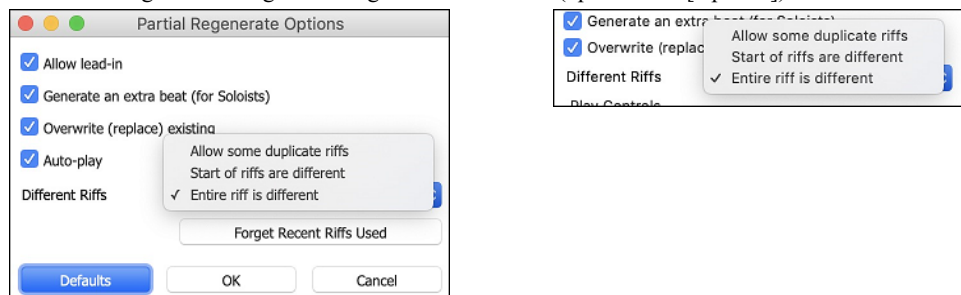 Partial Regenerate Options
Allow lead-in
Generate an extra beat (for Soloists)
Overwrite (replace) existing
Auto-play
Allow some duplicate riffs
Start of riffs are different
Different Riffs
✓ Entire riff is different
Forget Recent Riffs Used
Defaults
OK
Cancel
Generate an extra beat (for Soloists)
Overwrite (replac
Allow some duplicate riffs
Start of riffs are different
Different Riffs
✓ Entire riff is different
Play Controls